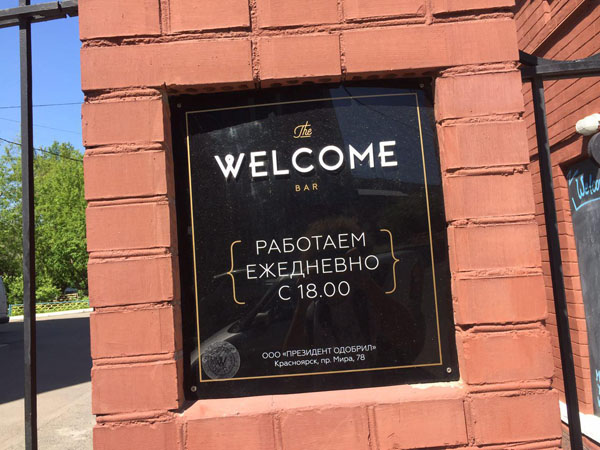 The
WELCOME
BAR
РАБОТАЕМ
ЕЖЕДНЕВНО
С 18.00
ООО «ПРЕЗИДЕНТ ОДОБРИЛ»
Красноярск, пр. Мира, 78